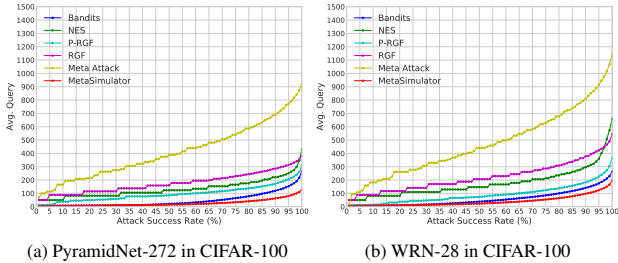 1500
1400
1300
1200
1100
1000
900
800
700
600
500
400
300
200
100
0
Avg. Query
Bandits
NES
P-RGF
RGF
Meta Attack
MetaSimulator
0 5 10 15 20 25 30 35 40 45 50 55 60 65 70 75 80 85 90 95 100
Attack Success Rate (%)
(a) PyramidNet-272 in CIFAR-100
1500
1400
1300
1200
1100
1000
900
800
700
600
500
400
300
200
100
0
Avg. Query
Bandits
NES
P-RGF
RGF
Meta Attack
MetaSimulator
0 5 10 15 20 25 30 35 40 45 50 55 60 65 70 75 80 85 90 95 100
Attack Success Rate (%)
(b) WRN-28 in CIFAR-100